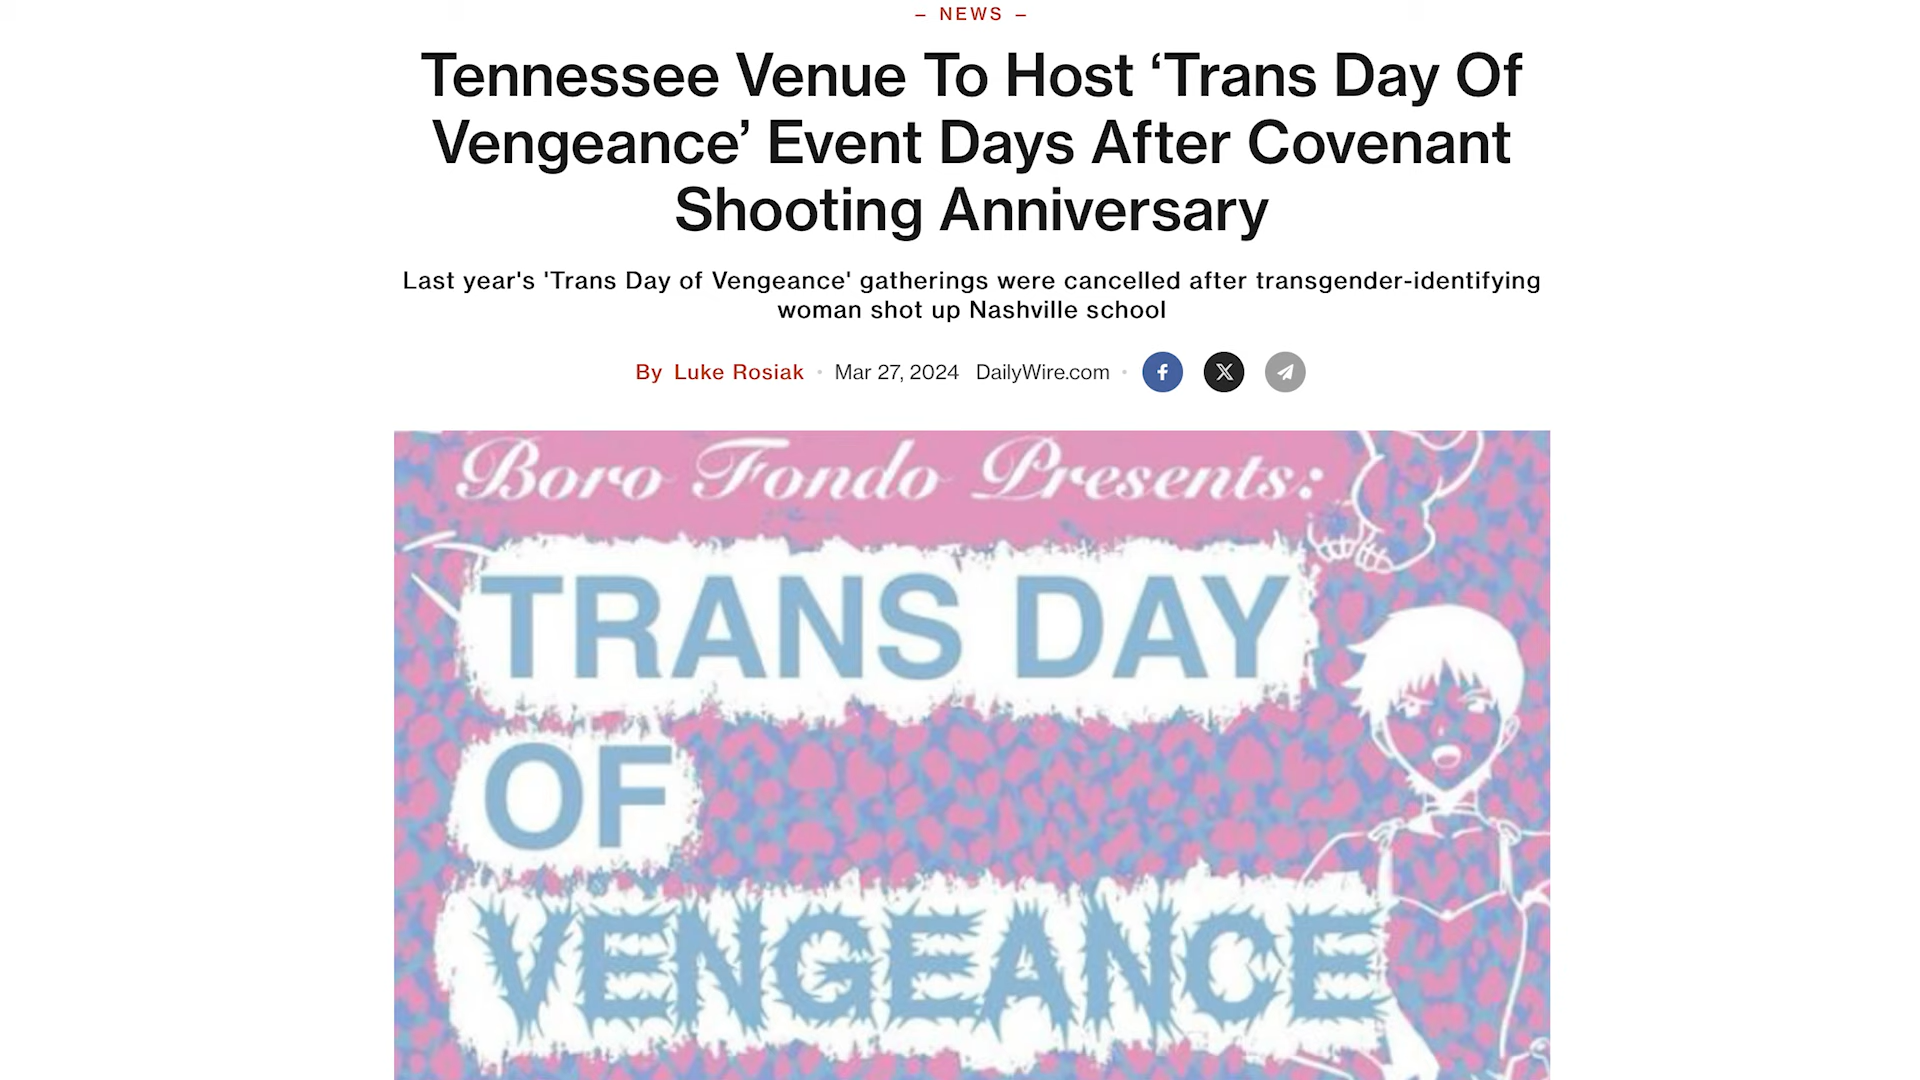 – NEWS –
Tennessee Venue To Host ‘Trans Day Of
Vengeance’ Event Days After Covenant
Shooting Anniversary
Last year's 'Trans Day of Vengeance' gatherings were cancelled after transgender-identifying
woman shot up Nashville school
By Luke Rosiak • Mar 27, 2024 DailyWire.com •
Boro Fondo Presents:
TRANS DAY
OF
VENGEANCE